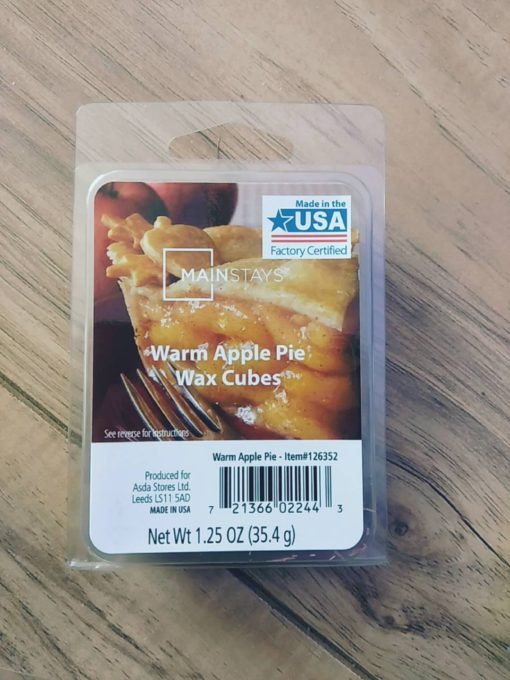 Made in the
USA
Factory Certified
MAINSTAYS
Warm Apple Pie
Wax Cubes
See reverse for instructions
Warm Apple Pie - Item#126352
Produced for
Asda Stores Ltd.
Leeds LS11 5AD
MADE IN USA
7 21366 02244 3
Net Wt 1.25 OZ (35.4 g)